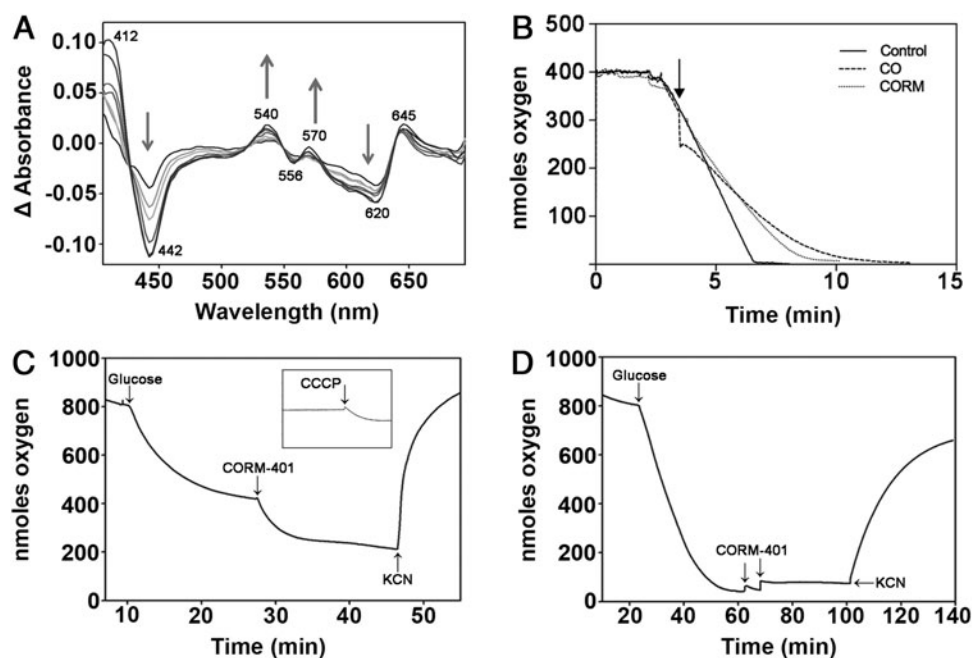 A
Δ Absorbance
0.10
0.05
0.00
-0.05
-0.10
412
442
540
556
570
620
645
450 500 550 600 650
Wavelength (nm)
B
nmoles oxygen
500
400
300
200
100
Control
CO
CORM
0 5 10 15
Time (min)
C
nmoles oxygen
1000
800
600
400
200
0
Glucose
CCCP
CORM-401
KCN
10 20 30 40 50
Time (min)
D
nmoles oxygen
1000
800
600
400
200
0
Glucose
CORM-401
KCN
20 40 60 80 100 120 140
Time (min)